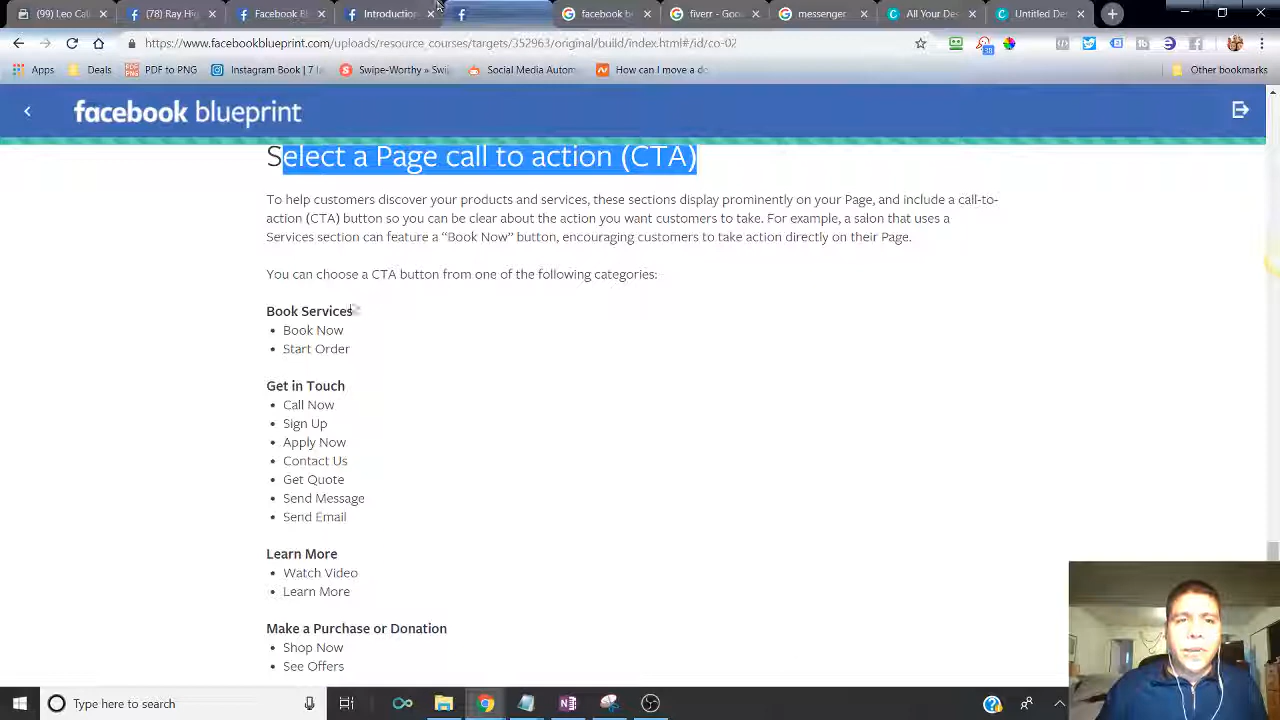 (99) Leo Cal
(78) Ray Hi
Facebook Bl
Introduction
facebook b
fiverr - Goo
messenger
All Your Des
Untitled Des
https://www.facebookblueprint.com/uploads/resource_courses/targets/352963/original/build/index.html#/id/co-02
38
Apps
Deals
PDF to PNG
Instagram Book | 7 I
Swipe-Worthy » Swi
Social Media Autom
How can I move a do
Other bookmarks
facebook blueprint
Select a Page call to action (CTA)
To help customers discover your products and services, these sections display prominently on your Page, and include a call-to-
action (CTA) button so you can be clear about the action you want customers to take. For example, a salon that uses a
Services section can feature a “Book Now” button, encouraging customers to take action directly on their Page.
You can choose a CTA button from one of the following categories:
Book Services
• Book Now
• Start Order
Get in Touch
• Call Now
• Sign Up
• Apply Now
• Contact Us
• Get Quote
• Send Message
• Send Email
Learn More
• Watch Video
• Learn More
Make a Purchase or Donation
• Shop Now
• See Offers
Type here to search